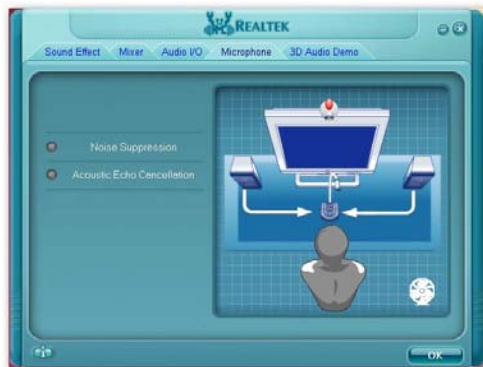 REALTEK
Sound Effect Mixer Audio I/O Microphone 3D Audio Demo
Noise Suppression
Acoustic Echo Cancellation
OK